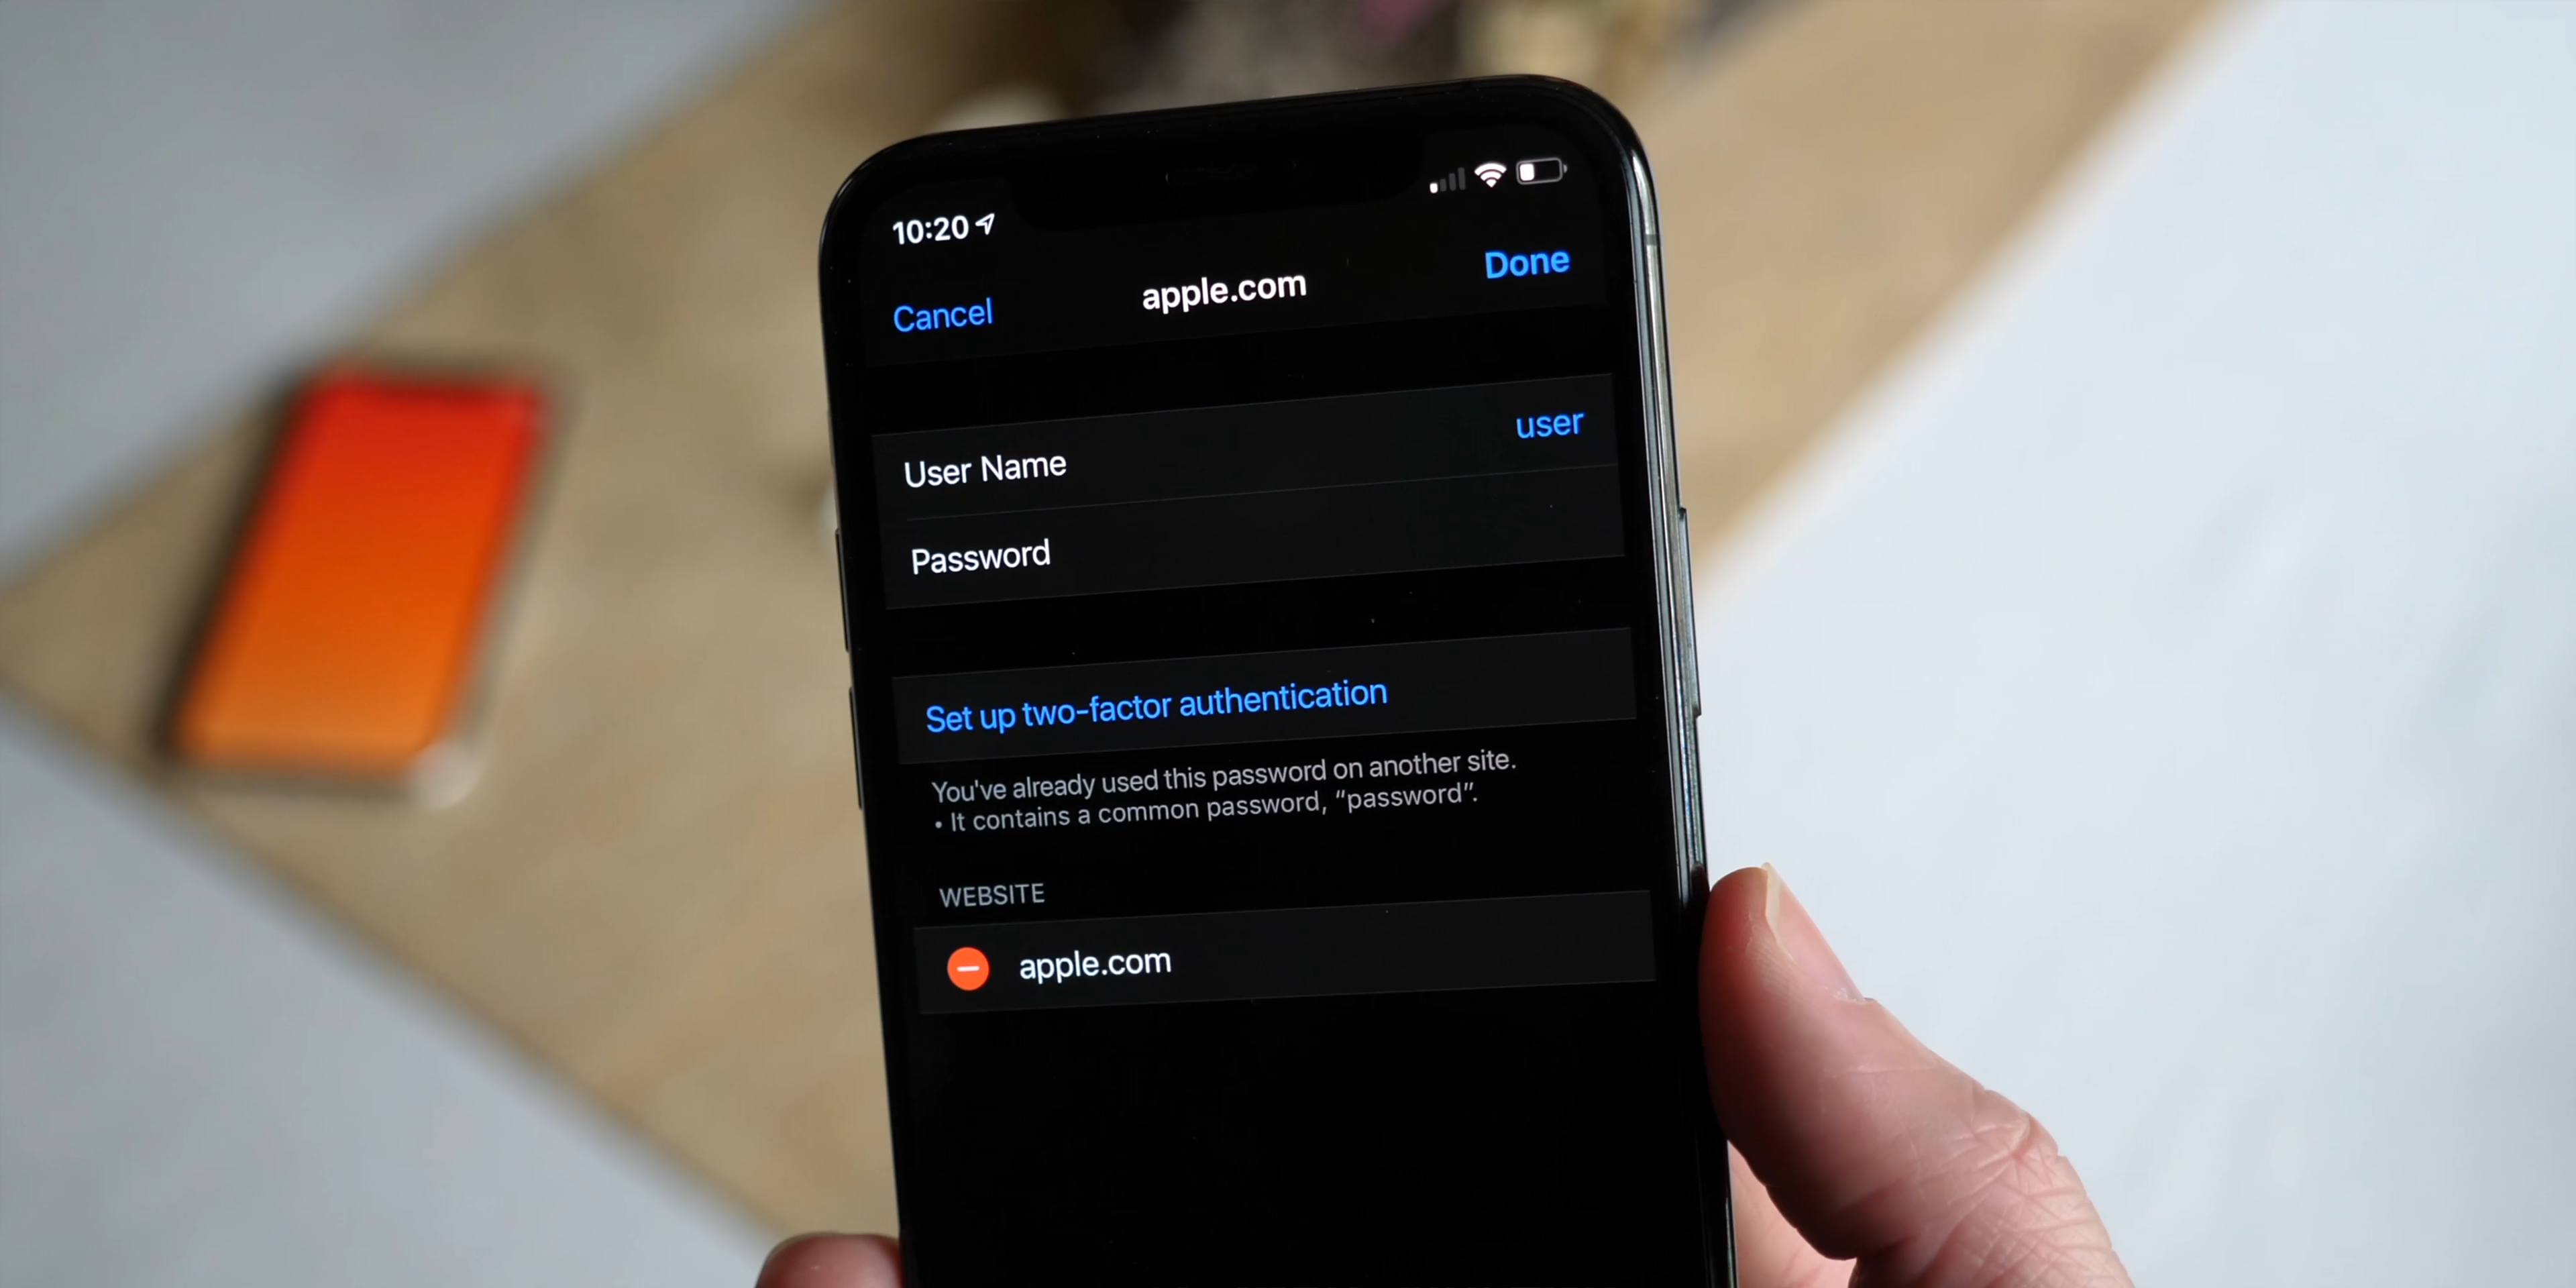 10:20
Cancel apple.com Done
User Name user
Password
Set up two-factor authentication
You've already used this password on another site.
• It contains a common password, “password”.
WEBSITE
apple.com